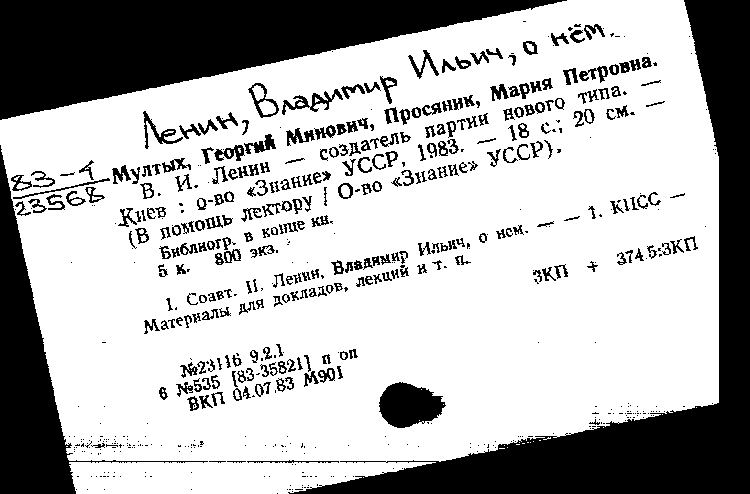 Ленин, Владимир Ильич, о нём.
83-1
23568
Мултых, Георгий Минович, Просяник, Мария Петровна.
В. И. Ленин — создатель партии нового типа. —
Киев : о-во «Знание» УССР, 1983. — 18 с.; 20 см. —
(В помощь лектору / О-во «Знание» УССР).
Библиогр. в конце кн.
5 к. 800 экз.
1. Соавт. II. Ленин, Владимир Ильич, о нем. — — 1. КПСС —
Материалы для докладов, лекций и т. п.
ЗКП + 374.5:ЗКП
№23116 9.2.1
6 №535 [83-35821] п оп
ВКП 04.07.83 М901